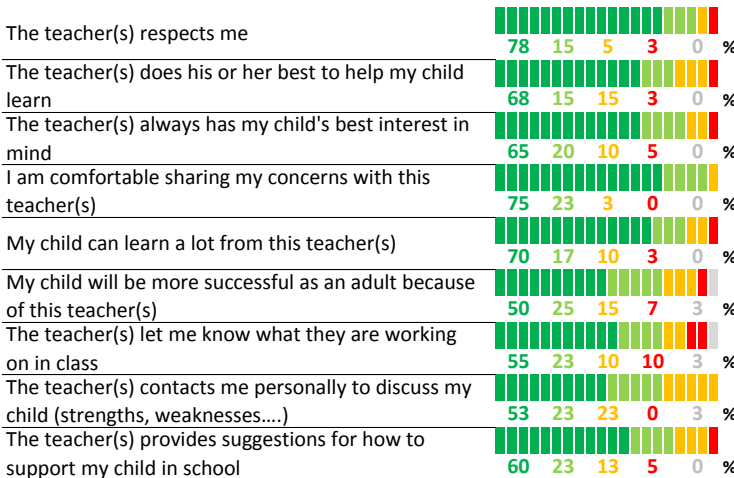 The teacher(s) respects me
78 15 5 3 0 %
The teacher(s) does his or her best to help my child
learn
68 15 15 3 0 %
The teacher(s) always has my child's best interest in
mind
65 20 10 5 0 %
I am comfortable sharing my concerns with this
teacher(s)
75 23 3 0 0 %
My child can learn a lot from this teacher(s)
70 17 10 3 0 %
My child will be more successful as an adult because
of this teacher(s)
50 25 15 7 3 %
The teacher(s) let me know what they are working
on in class
55 23 10 10 3 %
The teacher(s) contacts me personally to discuss my
child (strengths, weaknesses....)
53 23 23 0 3 %
The teacher(s) provides suggestions for how to
support my child in school
60 23 13 5 0 %